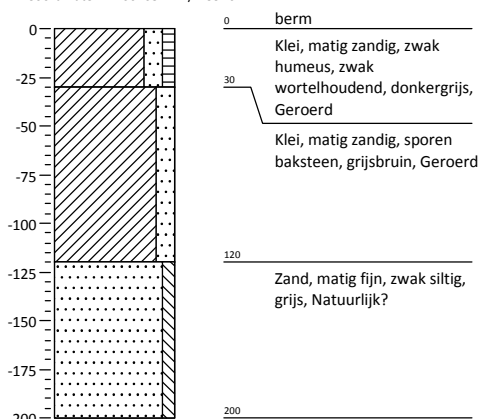 0
-25
-50
-75
-100
-125
-150
-175
-200
0
berm
Klei, matig zandig, zwak
humeus, zwak
wortelhoudend, donkergrijs,
Geroerd
30
Klei, matig zandig, sporen
baksteen, grijsbruin, Geroerd
120
Zand, matig fijn, zwak siltig,
grijs, Natuurlijk?
200